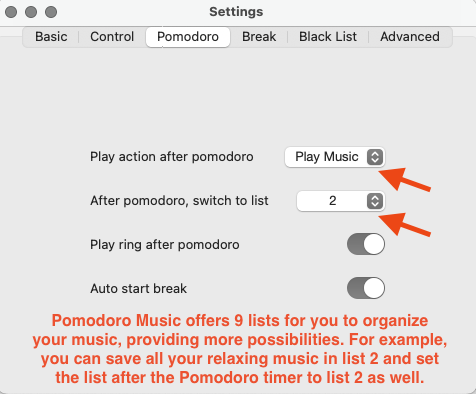 Settings
Basic Control Pomodoro Break Black List Advanced
Play action after pomodoro Play Music
After pomodoro, switch to list 2
Play ring after pomodoro
Auto start break
Pomodoro Music offers 9 lists for you to organize
your music, providing more possibilities. For example,
you can save all your relaxing music in list 2 and set
the list after the Pomodoro timer to list 2 as well.